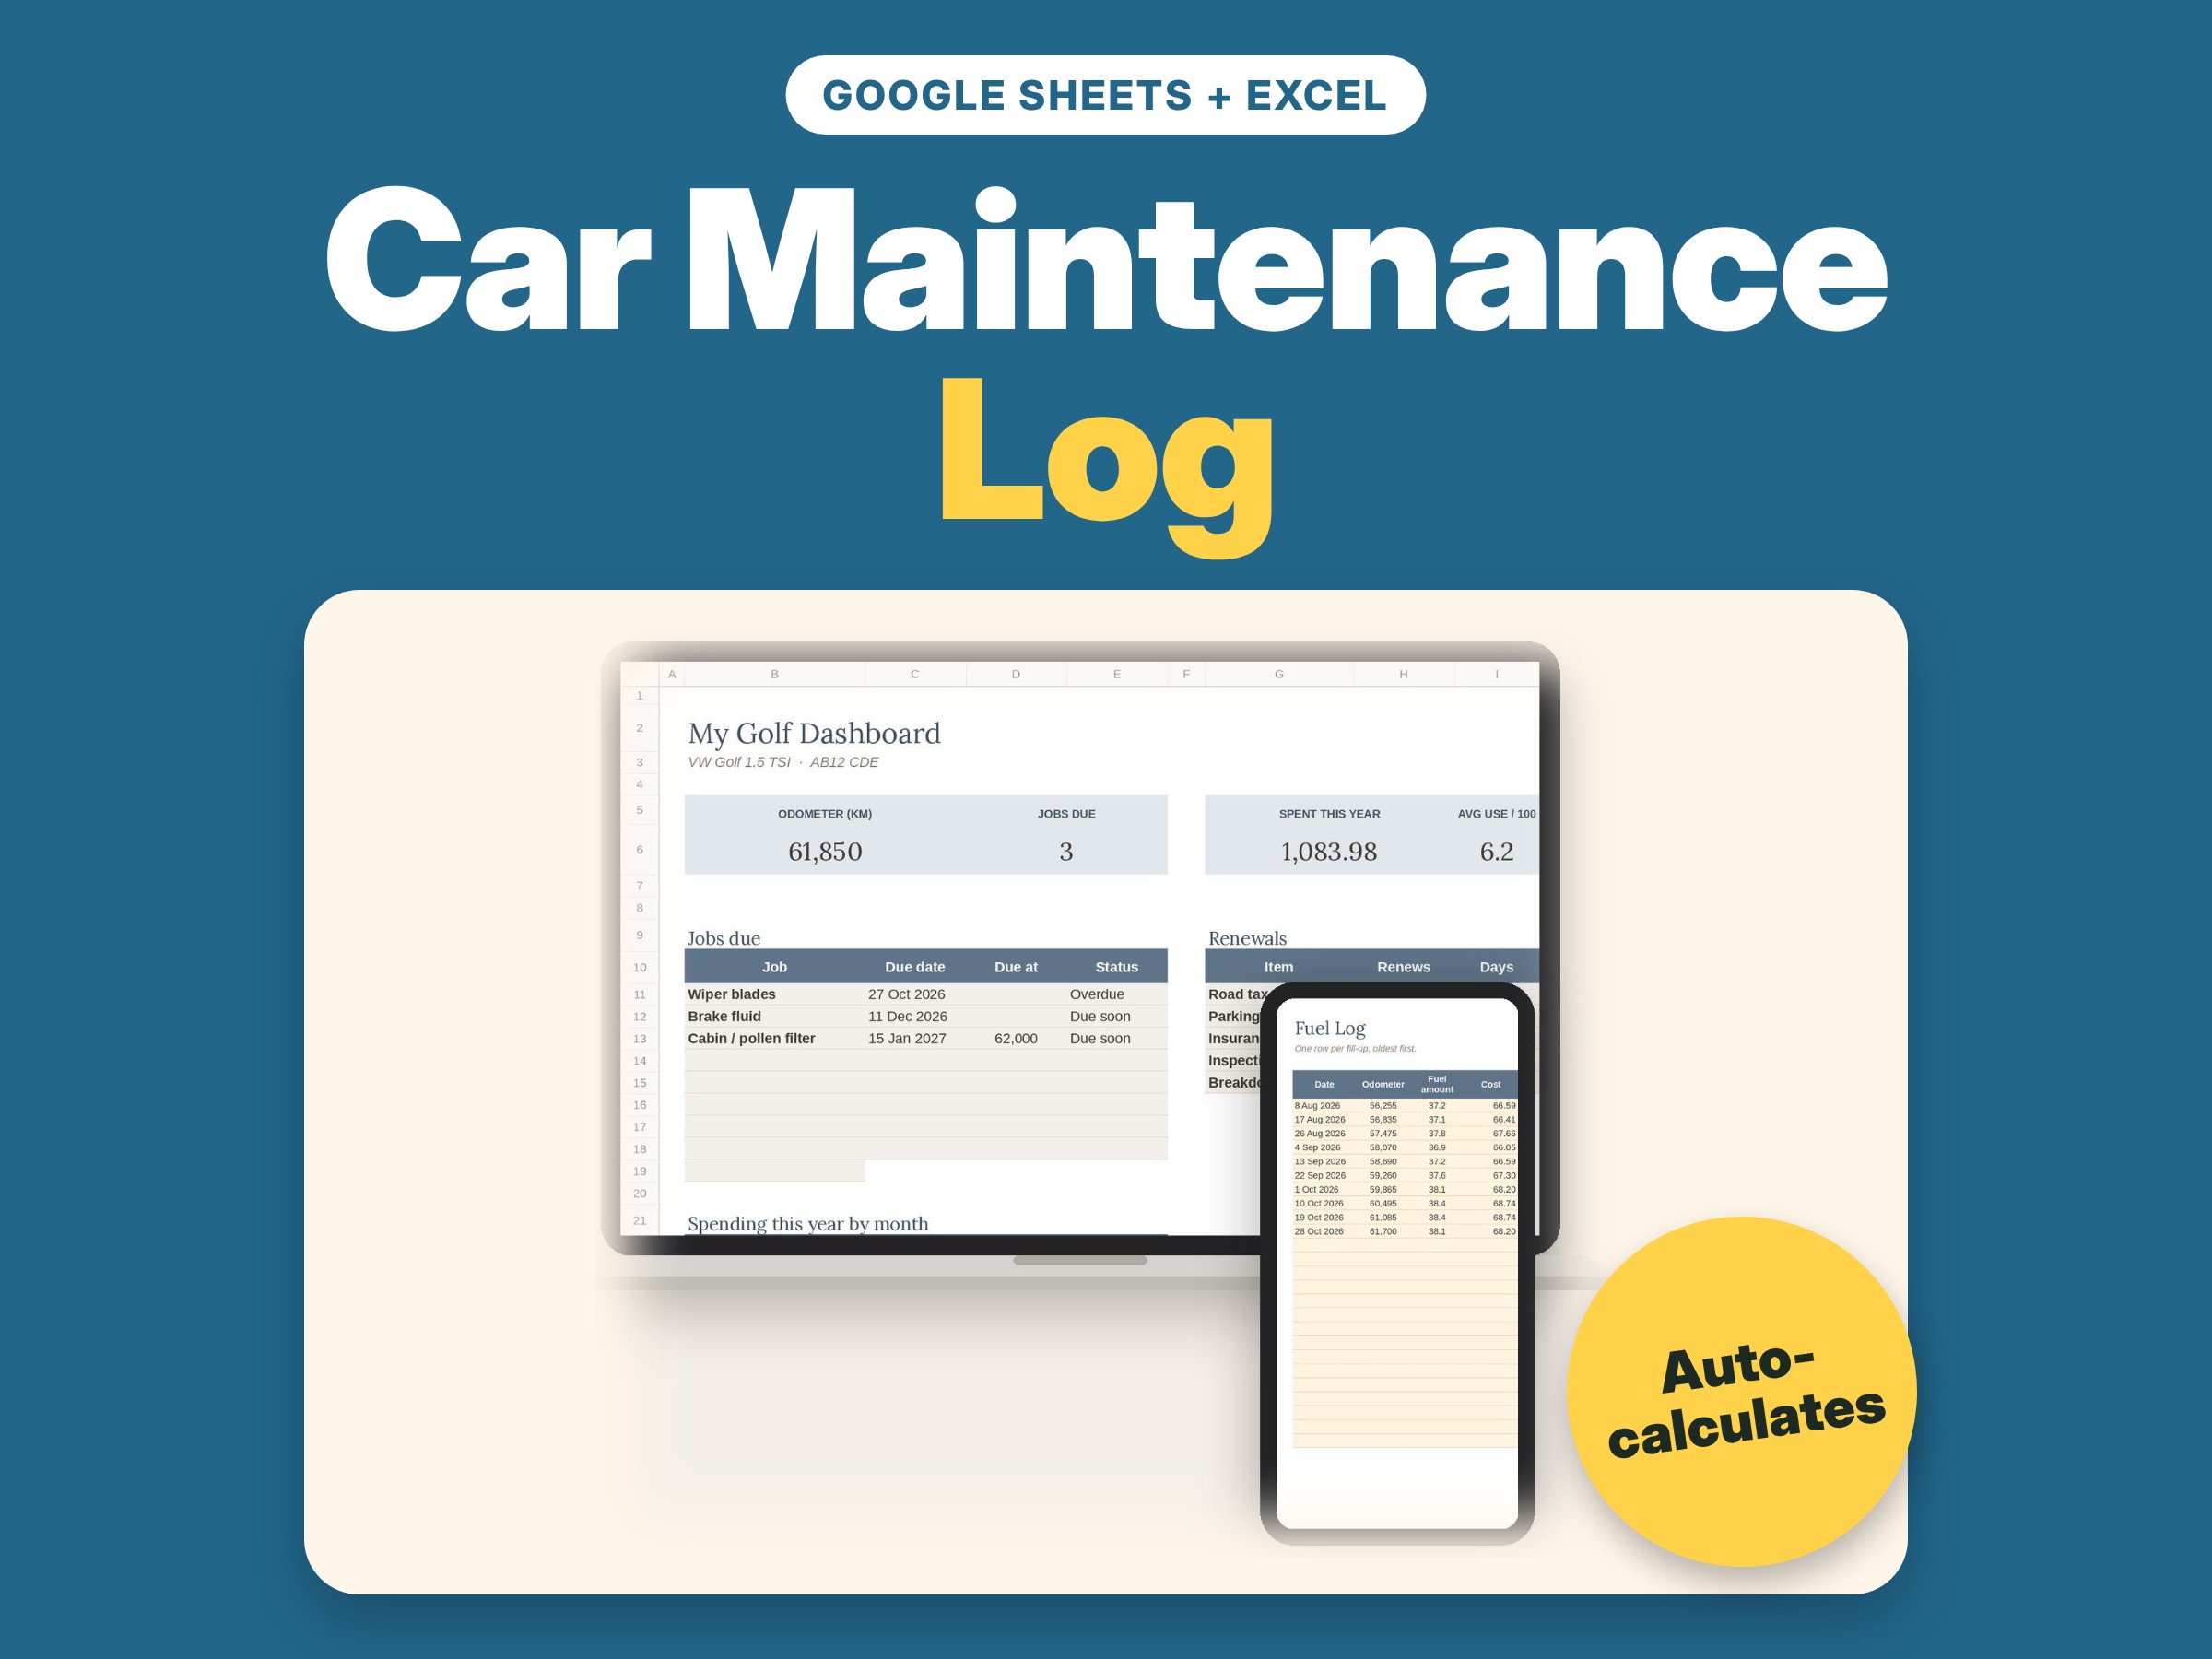 GOOGLE SHEETS + EXCEL
Car Maintenance
Log
A B C D E F G H I
1
2 My Golf Dashboard
3 VW Golf 1.5 TSI · AB12 CDE
4
5 ODOMETER (KM) JOBS DUE SPENT THIS YEAR AVG USE / 100
6 61,850 3 1,083.98 6.2
7
8
9 Jobs due Renewals
10 Job Due date Due at Status Item Renews Days
11 Wiper blades 27 Oct 2026 Overdue Road tax
12 Brake fluid 11 Dec 2026 Due soon Parking
13 Cabin / pollen filter 15 Jan 2027 62,000 Due soon Insuran
14 Inspect
15 Breakdo
16
17
18
19
20
21 Spending this year by month
Fuel Log
One row per fill-up, oldest first.
Date Odometer Fuel amount Cost
8 Aug 2026 56,255 37.2 66.59
17 Aug 2026 56,835 37.1 66.41
26 Aug 2026 57,475 37.8 67.66
4 Sep 2026 58,070 36.9 66.05
13 Sep 2026 58,690 37.2 66.59
22 Sep 2026 59,260 37.6 67.30
1 Oct 2026 59,865 38.1 68.20
10 Oct 2026 60,495 38.4 68.74
19 Oct 2026 61,085 38.4 68.74
28 Oct 2026 61,700 38.1 68.20
Auto-
calculates